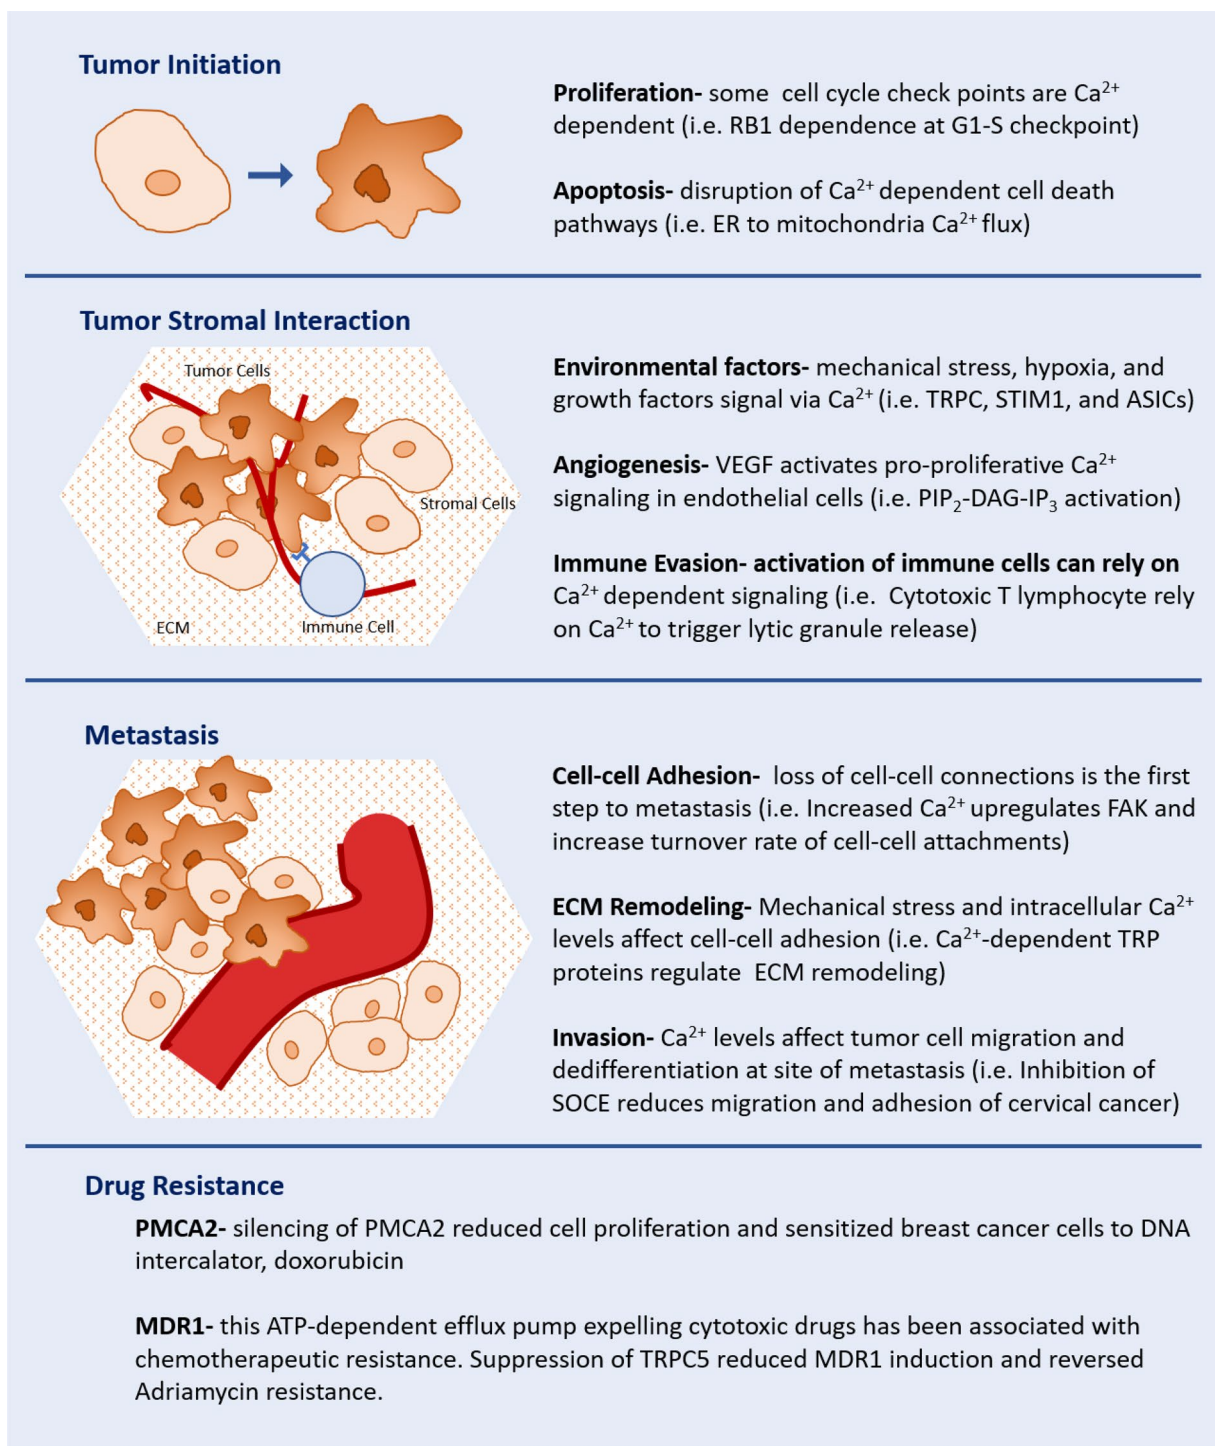 Tumor Initiation
Proliferation- some cell cycle check points are Ca²⁺
dependent (i.e. RB1 dependence at G1-S checkpoint)
Apoptosis- disruption of Ca²⁺ dependent cell death
pathways (i.e. ER to mitochondria Ca²⁺ flux)
Tumor Stromal Interaction
Tumor Cells
Stromal Cells
ECM
Immune Cell
Environmental factors- mechanical stress, hypoxia, and
growth factors signal via Ca²⁺ (i.e. TRPC, STIM1, and ASICs)
Angiogenesis- VEGF activates pro-proliferative Ca²⁺
signaling in endothelial cells (i.e. PIP₂-DAG-IP₃ activation)
Immune Evasion- activation of immune cells can rely on
Ca²⁺ dependent signaling (i.e. Cytotoxic T lymphocyte rely
on Ca²⁺ to trigger lytic granule release)
Metastasis
Cell-cell Adhesion- loss of cell-cell connections is the first
step to metastasis (i.e. Increased Ca²⁺ upregulates FAK and
increase turnover rate of cell-cell attachments)
ECM Remodeling- Mechanical stress and intracellular Ca²⁺
levels affect cell-cell adhesion (i.e. Ca²⁺-dependent TRP
proteins regulate ECM remodeling)
Invasion- Ca²⁺ levels affect tumor cell migration and
dedifferentiation at site of metastasis (i.e. Inhibition of
SOCE reduces migration and adhesion of cervical cancer)
Drug Resistance
PMCA2- silencing of PMCA2 reduced cell proliferation and sensitized breast cancer cells to DNA
intercalator, doxorubicin
MDR1- this ATP-dependent efflux pump expelling cytotoxic drugs has been associated with
chemotherapeutic resistance. Suppression of TRPC5 reduced MDR1 induction and reversed
Adriamycin resistance.